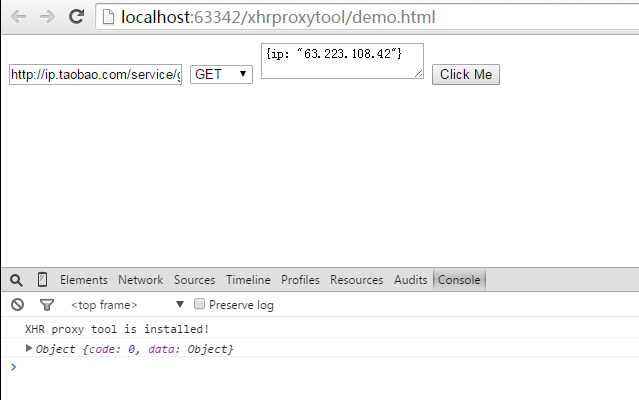 localhost:63342/xhrproxytool/demo.html
http://ip.taobao.com/service/g GET {ip: "63.223.108.42"} Click Me
Elements Network Sources Timeline Profiles Resources Audits Console
<top frame> Preserve log
XHR proxy tool is installed!
Object {code: 0, data: Object}